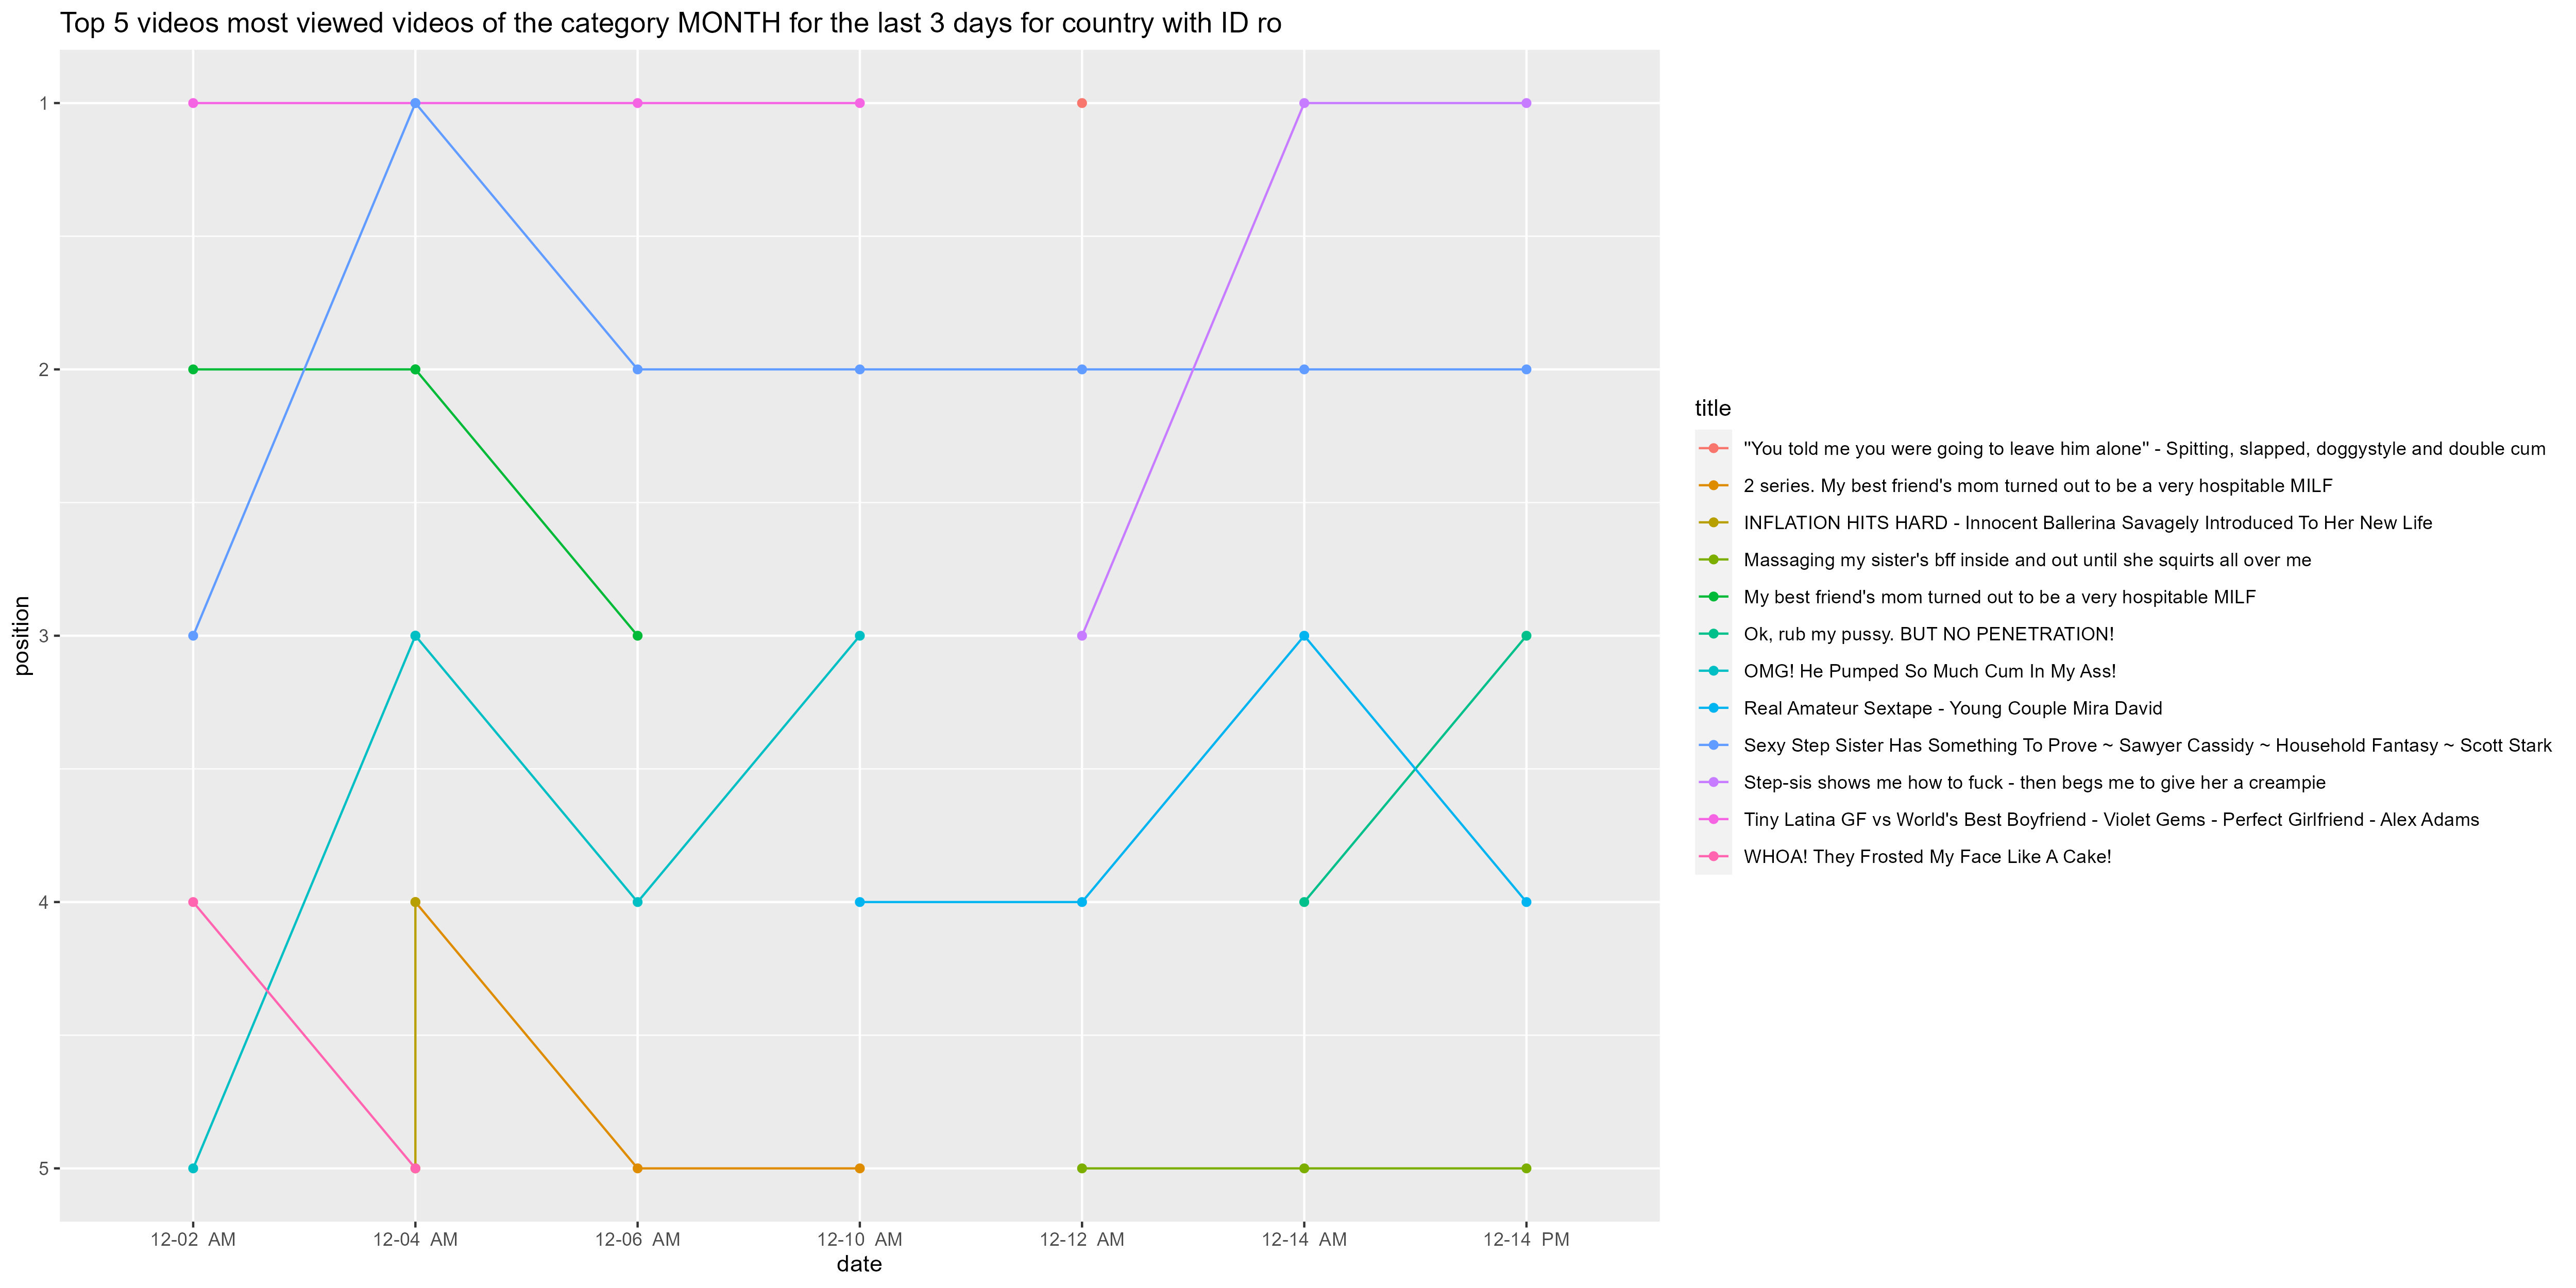 Top 5 videos most viewed videos of the category MONTH for the last 3 days for country with ID ro
position
1
2
3
4
5
12-02 AM
12-04 AM
12-06 AM
12-10 AM
12-12 AM
12-14 AM
12-14 PM
date
title
"You told me you were going to leave him alone" - Spitting, slapped, doggystyle and double cum
2 series. My best friend's mom turned out to be a very hospitable MILF
INFLATION HITS HARD - Innocent Ballerina Savagely Introduced To Her New Life
Massaging my sister's bff inside and out until she squirts all over me
My best friend's mom turned out to be a very hospitable MILF
Ok, rub my pussy. BUT NO PENETRATION!
OMG! He Pumped So Much Cum In My Ass!
Real Amateur Sextape - Young Couple Mira David
Sexy Step Sister Has Something To Prove ~ Sawyer Cassidy ~ Household Fantasy ~ Scott Stark
Step-sis shows me how to fuck - then begs me to give her a creampie
Tiny Latina GF vs World's Best Boyfriend - Violet Gems - Perfect Girlfriend - Alex Adams
WHOA! They Frosted My Face Like A Cake!